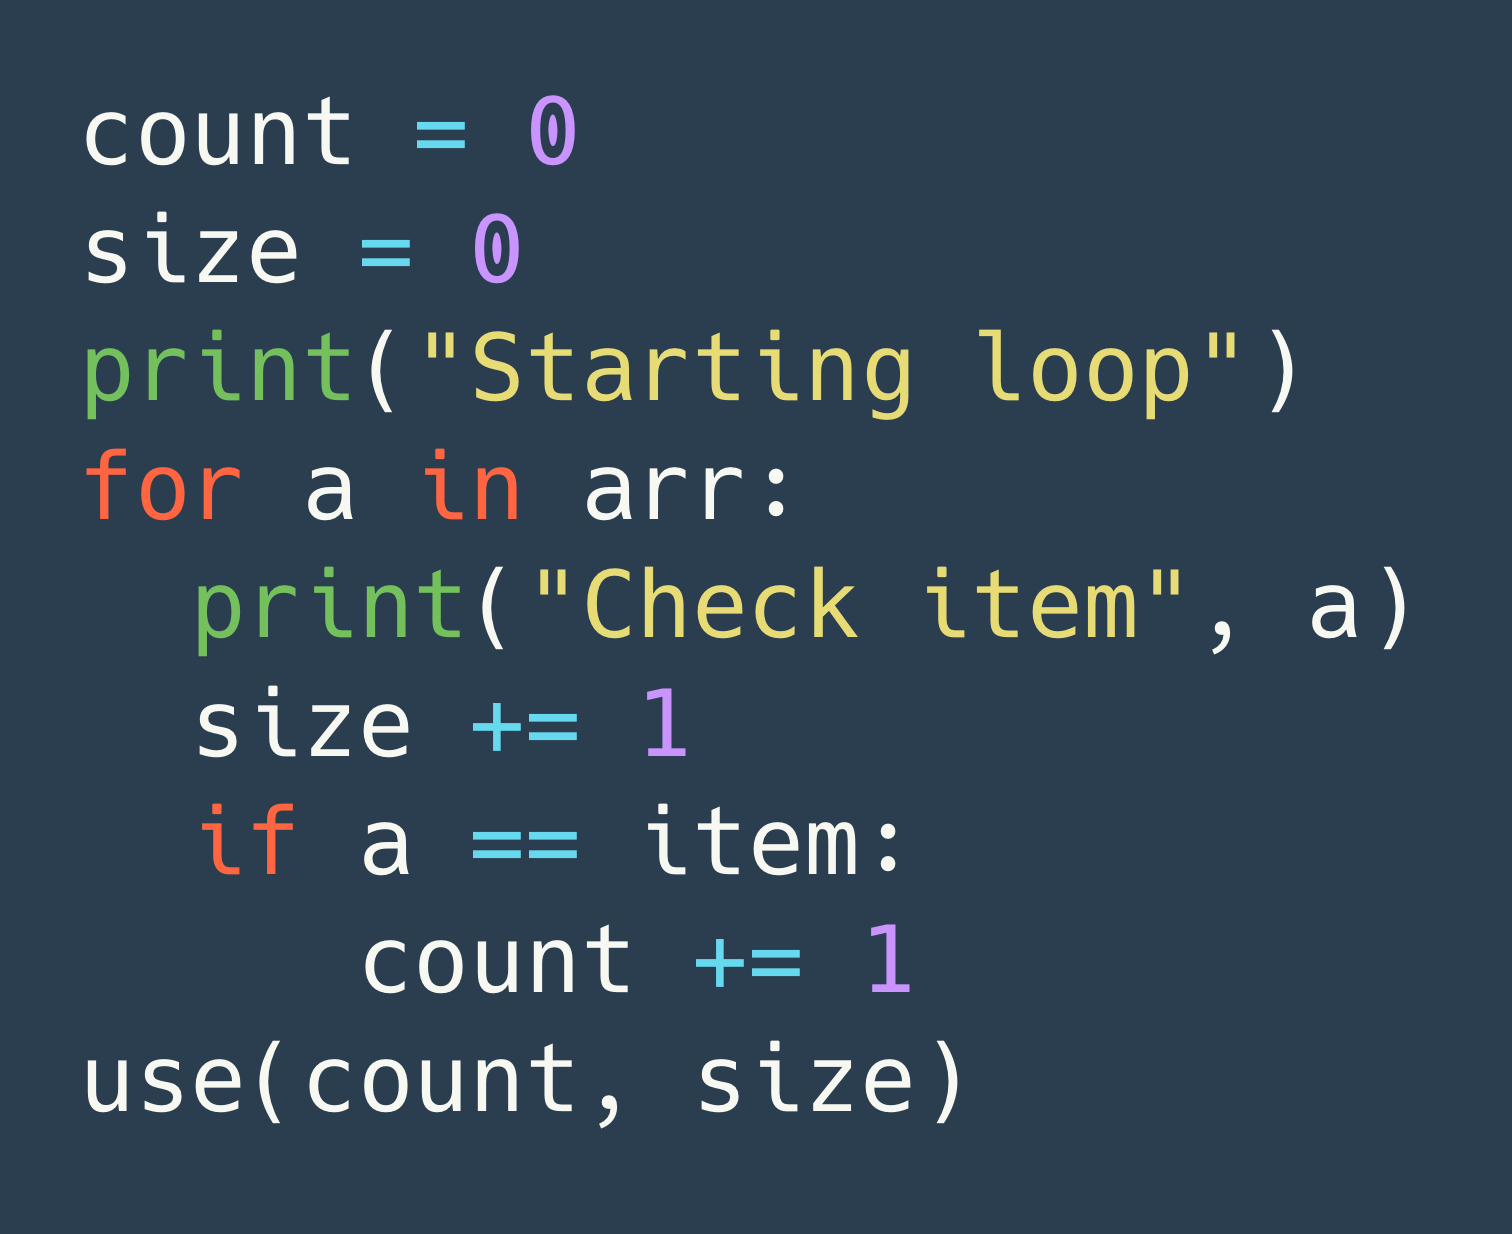 count = 0
size = 0
print("Starting loop")
for a in arr:
  print("Check item", a)
  size += 1
  if a == item:
     count += 1
use(count, size)